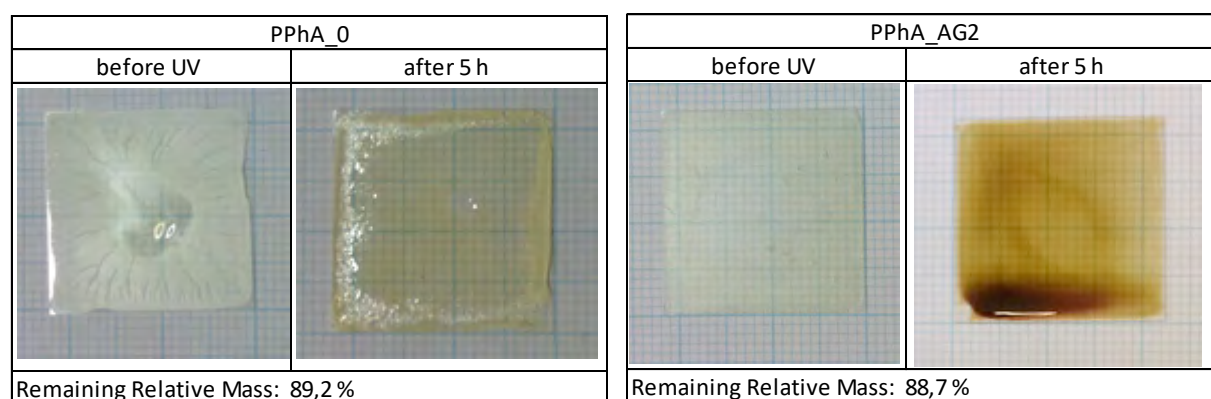 PPhA_0
before UV
after 5 h
Remaining Relative Mass: 89,2 %
PPhA_AG2
before UV
after 5 h
Remaining Relative Mass: 88,7 %